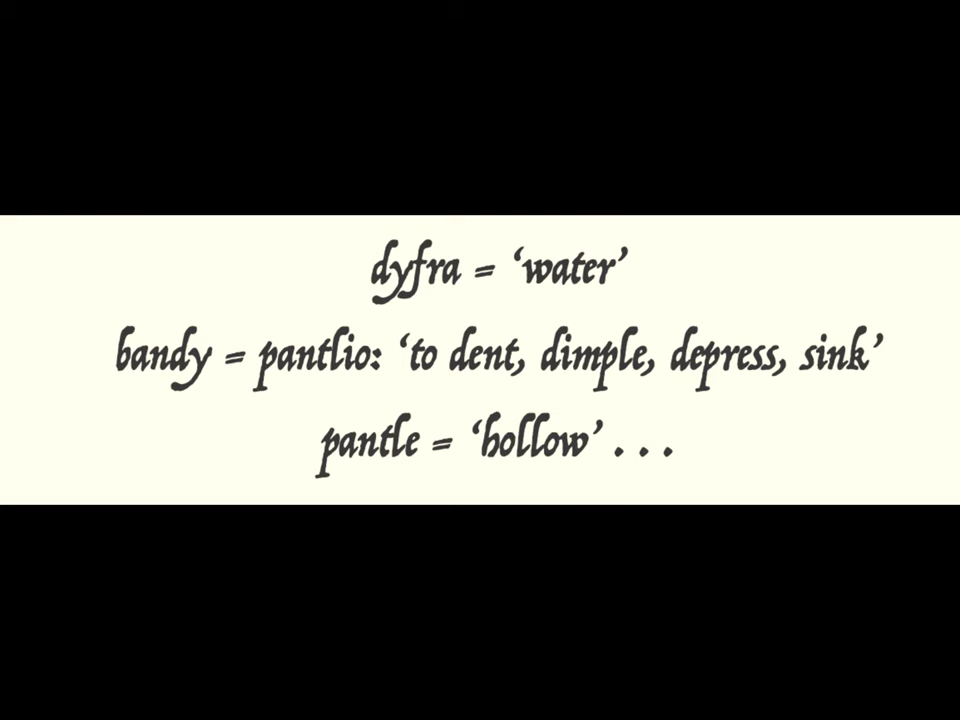 dyfra = ‘water’
bandy = pantlio: ‘to dent, dimple, depress, sink’
pantle = ‘hollow’ . . .